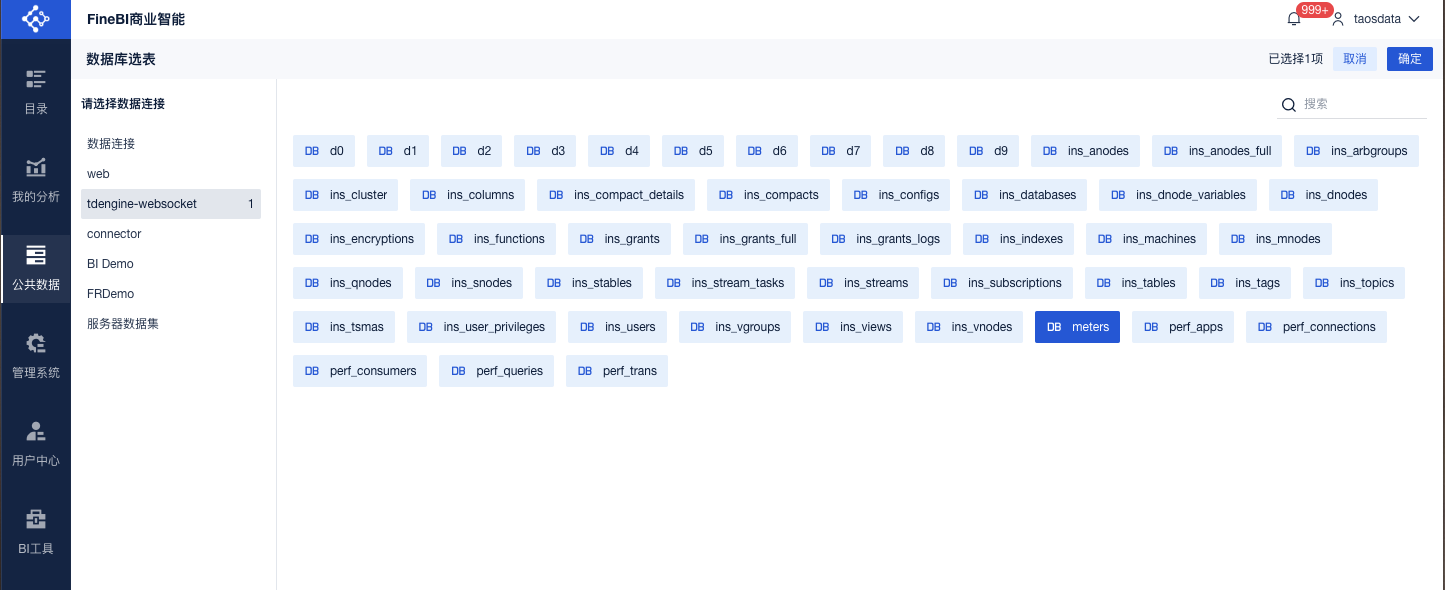 FineBI商业智能
999+
taosdata
数据库选表
已选择1项
取消
确定
目录
我的分析
公共数据
管理系统
用户中心
BI工具
请选择数据连接
数据连接
web
tdengine-websocket 1
connector
BI Demo
FRDemo
服务器数据集
搜索
DB d0 DB d1 DB d2 DB d3 DB d4 DB d5 DB d6 DB d7 DB d8 DB d9 DB ins_anodes DB ins_anodes_full DB ins_arbgroups
DB ins_cluster DB ins_columns DB ins_compact_details DB ins_compacts DB ins_configs DB ins_databases DB ins_dnode_variables DB ins_dnodes
DB ins_encryptions DB ins_functions DB ins_grants DB ins_grants_full DB ins_grants_logs DB ins_indexes DB ins_machines DB ins_mnodes
DB ins_qnodes DB ins_snodes DB ins_stables DB ins_stream_tasks DB ins_streams DB ins_subscriptions DB ins_tables DB ins_tags DB ins_topics
DB ins_tsmas DB ins_user_privileges DB ins_users DB ins_vgroups DB ins_views DB ins_vnodes DB meters DB perf_apps DB perf_connections
DB perf_consumers DB perf_queries DB perf_trans